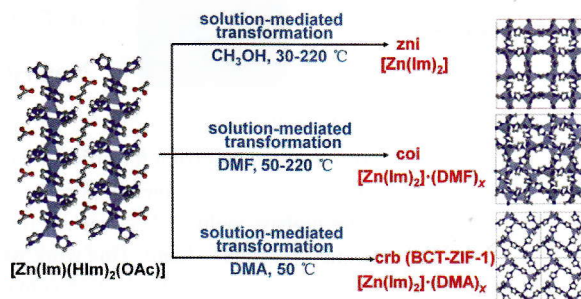 solution-mediated
transformation
CH₃OH, 30-220 ℃
zni
[Zn(Im)₂]
solution-mediated
transformation
DMF, 50-220 ℃
coi
[Zn(Im)₂]·(DMF)ₓ
solution-mediated
transformation
DMA, 50 ℃
crb (BCT-ZIF-1)
[Zn(Im)₂]·(DMA)ₓ
[Zn(Im)(HIm)₂(OAc)]